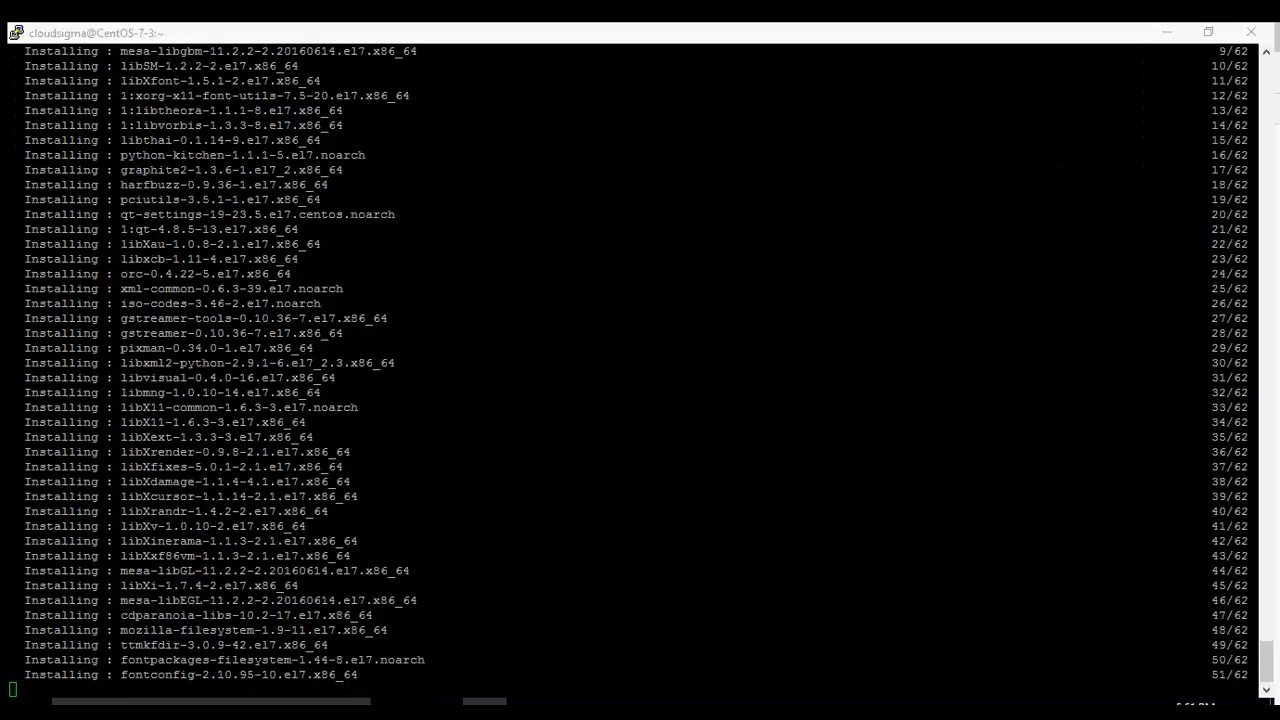 cloudsigma@CentOS-7-3:~
Installing : mesa-libgbm-11.2.2-2.20160614.el7.x86_64 9/62
Installing : libSM-1.2.2-2.el7.x86_64 10/62
Installing : libXfont-1.5.1-2.el7.x86_64 11/62
Installing : 1:xorg-x11-font-utils-7.5-20.el7.x86_64 12/62
Installing : 1:libtheora-1.1.1-8.el7.x86_64 13/62
Installing : 1:libvorbis-1.3.3-8.el7.x86_64 14/62
Installing : libthai-0.1.14-9.el7.x86_64 15/62
Installing : python-kitchen-1.1.1-5.el7.noarch 16/62
Installing : graphite2-1.3.6-1.el7_2.x86_64 17/62
Installing : harfbuzz-0.9.36-1.el7.x86_64 18/62
Installing : pciutils-3.5.1-1.el7.x86_64 19/62
Installing : qt-settings-19-23.5.el7.centos.noarch 20/62
Installing : 1:qt-4.8.5-13.el7.x86_64 21/62
Installing : libXau-1.0.8-2.1.el7.x86_64 22/62
Installing : libxcb-1.11-4.el7.x86_64 23/62
Installing : orc-0.4.22-5.el7.x86_64 24/62
Installing : xml-common-0.6.3-39.el7.noarch 25/62
Installing : iso-codes-3.46-2.el7.noarch 26/62
Installing : gstreamer-tools-0.10.36-7.el7.x86_64 27/62
Installing : gstreamer-0.10.36-7.el7.x86_64 28/62
Installing : pixman-0.34.0-1.el7.x86_64 29/62
Installing : libxml2-python-2.9.1-6.el7_2.3.x86_64 30/62
Installing : libvisual-0.4.0-16.el7.x86_64 31/62
Installing : libmng-1.0.10-14.el7.x86_64 32/62
Installing : libX11-common-1.6.3-3.el7.noarch 33/62
Installing : libX11-1.6.3-3.el7.x86_64 34/62
Installing : libXext-1.3.3-3.el7.x86_64 35/62
Installing : libXrender-0.9.8-2.1.el7.x86_64 36/62
Installing : libXfixes-5.0.1-2.1.el7.x86_64 37/62
Installing : libXdamage-1.1.4-4.1.el7.x86_64 38/62
Installing : libXcursor-1.1.14-2.1.el7.x86_64 39/62
Installing : libXrandr-1.4.2-2.el7.x86_64 40/62
Installing : libXv-1.0.10-2.el7.x86_64 41/62
Installing : libXinerama-1.1.3-2.1.el7.x86_64 42/62
Installing : libXxf86vm-1.1.3-2.1.el7.x86_64 43/62
Installing : mesa-libGL-11.2.2-2.20160614.el7.x86_64 44/62
Installing : libXi-1.7.4-2.el7.x86_64 45/62
Installing : mesa-libEGL-11.2.2-2.20160614.el7.x86_64 46/62
Installing : cdparanoia-libs-10.2-17.el7.x86_64 47/62
Installing : mozilla-filesystem-1.9-11.el7.x86_64 48/62
Installing : ttmkfdir-3.0.9-42.el7.x86_64 49/62
Installing : fontpackages-filesystem-1.44-8.el7.noarch 50/62
Installing : fontconfig-2.10.95-10.el7.x86_64 51/62